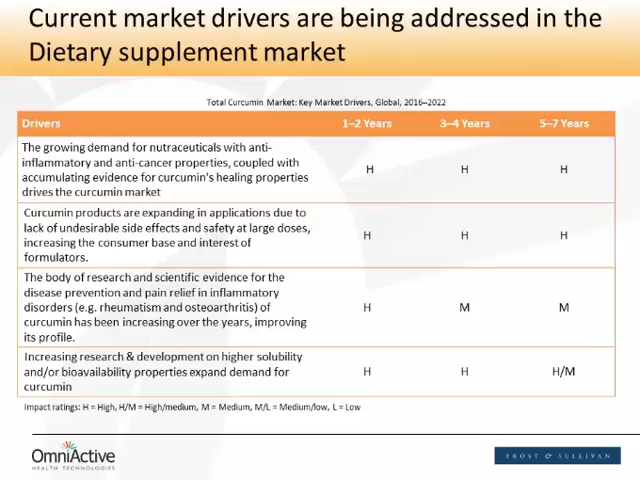 Current market drivers are being addressed in the
Dietary supplement market
Total Curcumin Market: Key Market Drivers, Global, 2016–2022
Drivers 1–2 Years 3–4 Years 5–7 Years
The growing demand for nutraceuticals with anti-
inflammatory and anti-cancer properties, coupled with
accumulating evidence for curcumin's healing properties
drives the curcumin market
H H H
Curcumin products are expanding in applications due to
lack of undesirable side effects and safety at large doses,
increasing the consumer base and interest of
formulators.
H H H
The body of research and scientific evidence for the
disease prevention and pain relief in inflammatory
disorders (e.g. rheumatism and osteoarthritis) of
curcumin has been increasing over the years, improving
its profile.
H M M
Increasing research & development on higher solubility
and/or bioavailability properties expand demand for
curcumin
H H H/M
Impact ratings: H = High, H/M = High/medium, M = Medium, M/L = Medium/low, L = Low
OmniActive
HEALTH TECHNOLOGIES
FROST & SULLIVAN